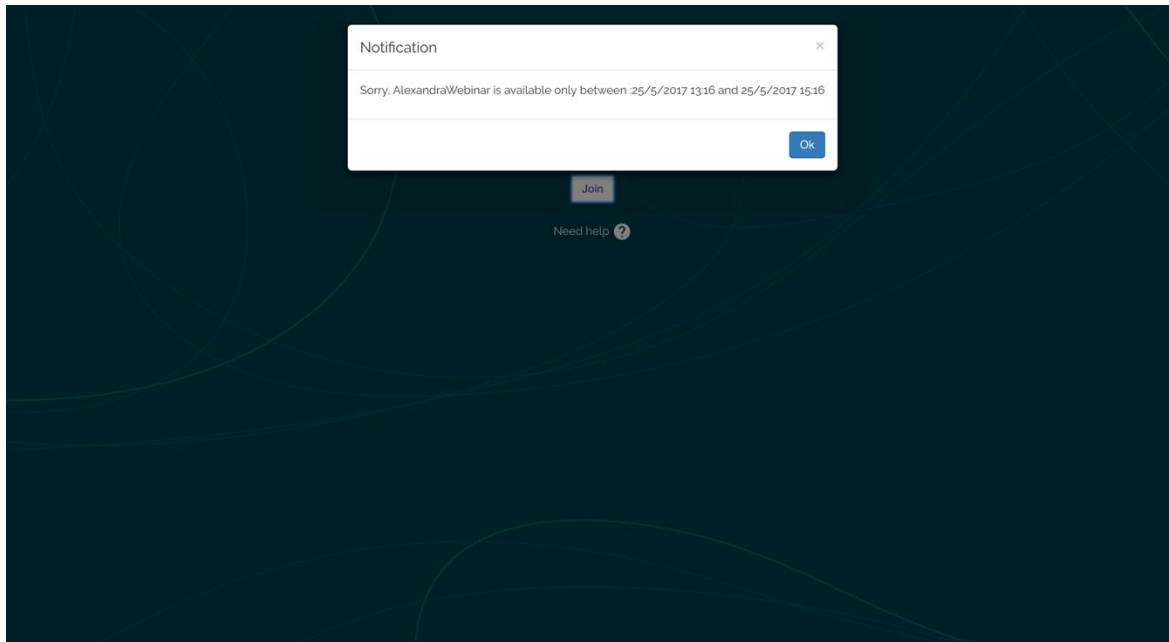 Notification ×
Sorry, AlexandraWebinar is available only between :25/5/2017 13:16 and 25/5/2017 15:16
Ok
Join
Need help ?